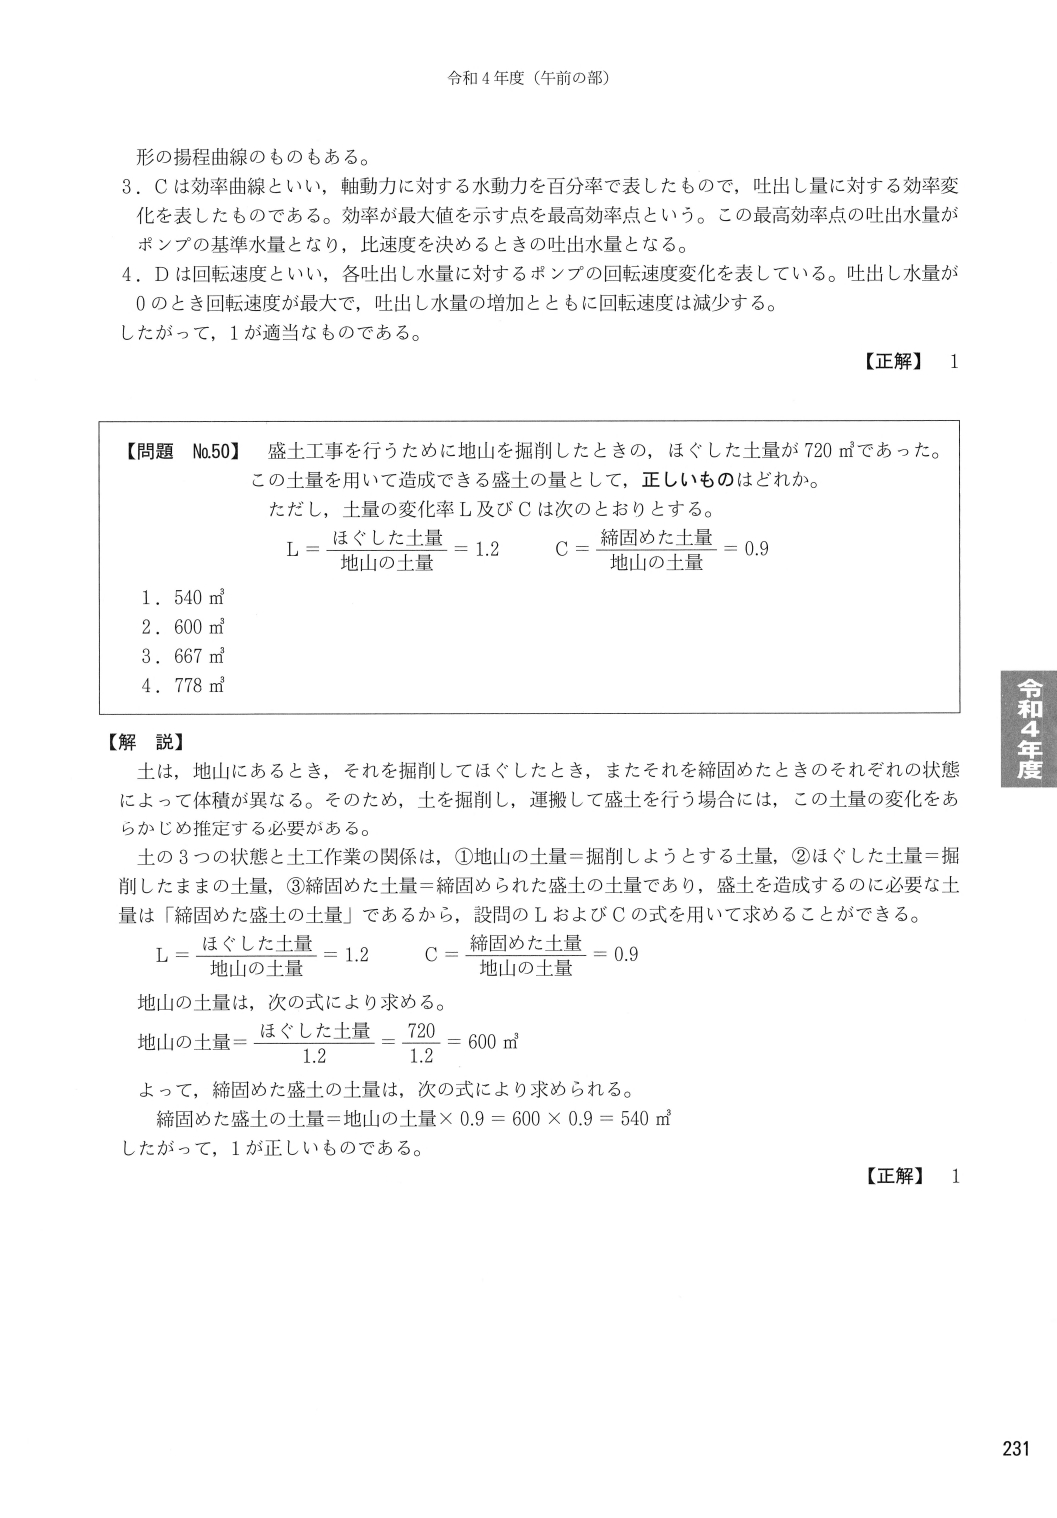 令和4年度（午前の部）
形の揚程曲線のものもある。
3．Cは効率曲線といい，軸動力に対する水動力を百分率で表したもので，吐出し量に対する効率変
化を表したものである。効率が最大値を示す点を最高効率点という。この最高効率点の吐出水量が
ポンプの基準水量となり，比速度を決めるときの吐出水量となる。
4．Dは回転速度といい，各吐出し水量に対するポンプの回転速度変化を表している。吐出し水量が
0のとき回転速度が最大で，吐出し水量の増加とともに回転速度は減少する。
したがって，1が適当なものである。
【正解】 1
【問題 №50】 盛土工事を行うために地山を掘削したときの，ほぐした土量が720㎥であった。
この土量を用いて造成できる盛土の量として，正しいものはどれか。
ただし，土量の変化率L及びCは次のとおりとする。
L＝ほぐした土量/地山の土量＝1.2 C＝締固めた土量/地山の土量＝0.9
1．540㎥
2．600㎥
3．667㎥
4．778㎥
令和4年度
【解 説】
土は，地山にあるとき，それを掘削してほぐしたとき，またそれを締固めたときのそれぞれの状態
によって体積が異なる。そのため，土を掘削し，運搬して盛土を行う場合には，この土量の変化をあ
らかじめ推定する必要がある。
土の3つの状態と土工作業の関係は，①地山の土量＝掘削しようとする土量，②ほぐした土量＝掘
削したままの土量，③締固めた土量＝締固められた盛土の土量であり，盛土を造成するのに必要な土
量は「締固めた盛土の土量」であるから，設問のLおよびCの式を用いて求めることができる。
L＝ほぐした土量/地山の土量＝1.2 C＝締固めた土量/地山の土量＝0.9
地山の土量は，次の式により求める。
地山の土量＝ほぐした土量/1.2＝720/1.2＝600㎥
よって，締固めた盛土の土量は，次の式により求められる。
締固めた盛土の土量＝地山の土量×0.9＝600×0.9＝540㎥
したがって，1が正しいものである。
【正解】 1
231